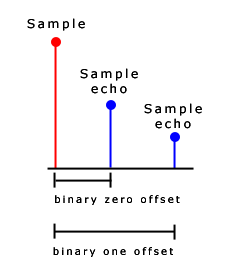 Sample
Sample
echo
Sample
echo
binary zero offset
binary one offset